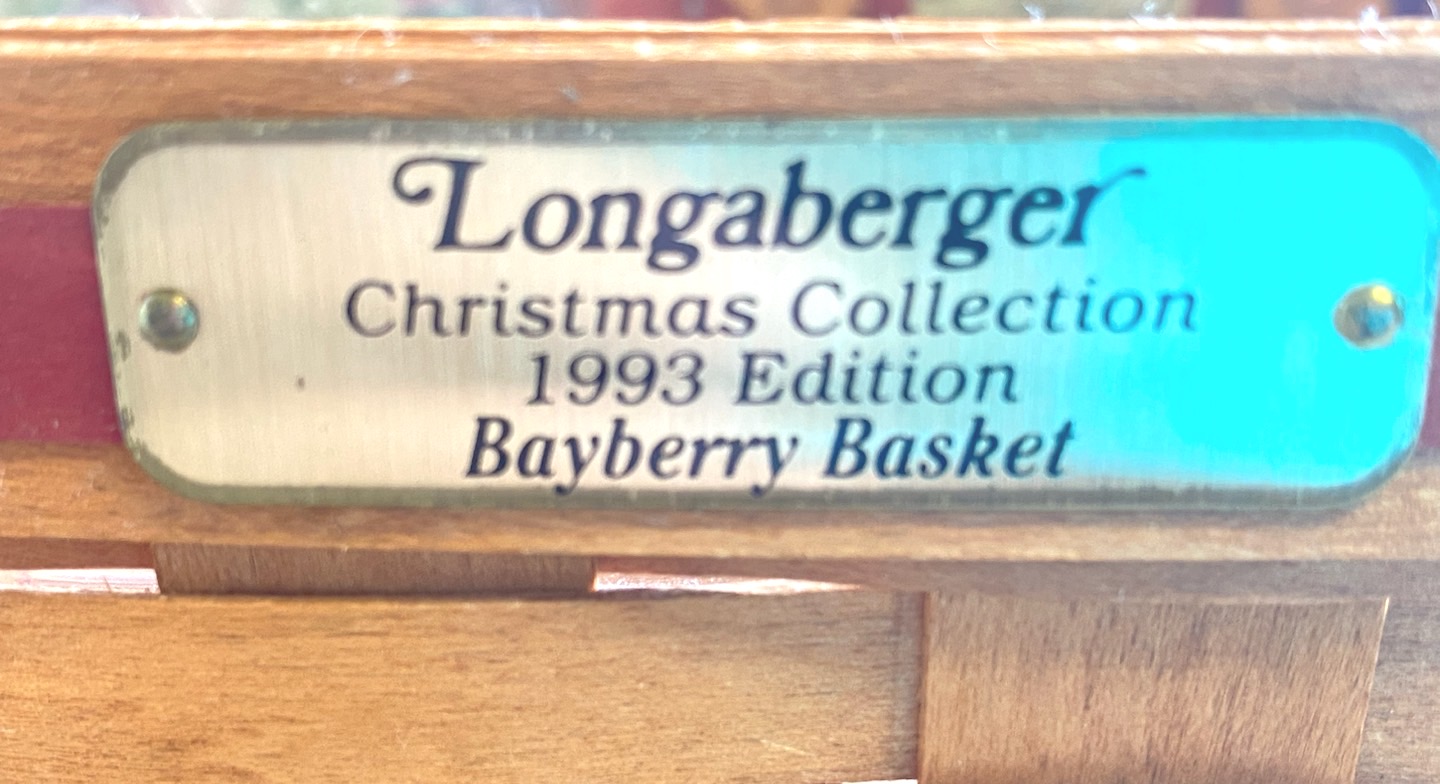 Longaberger
Christmas Collection
1993 Edition
Bayberry Basket